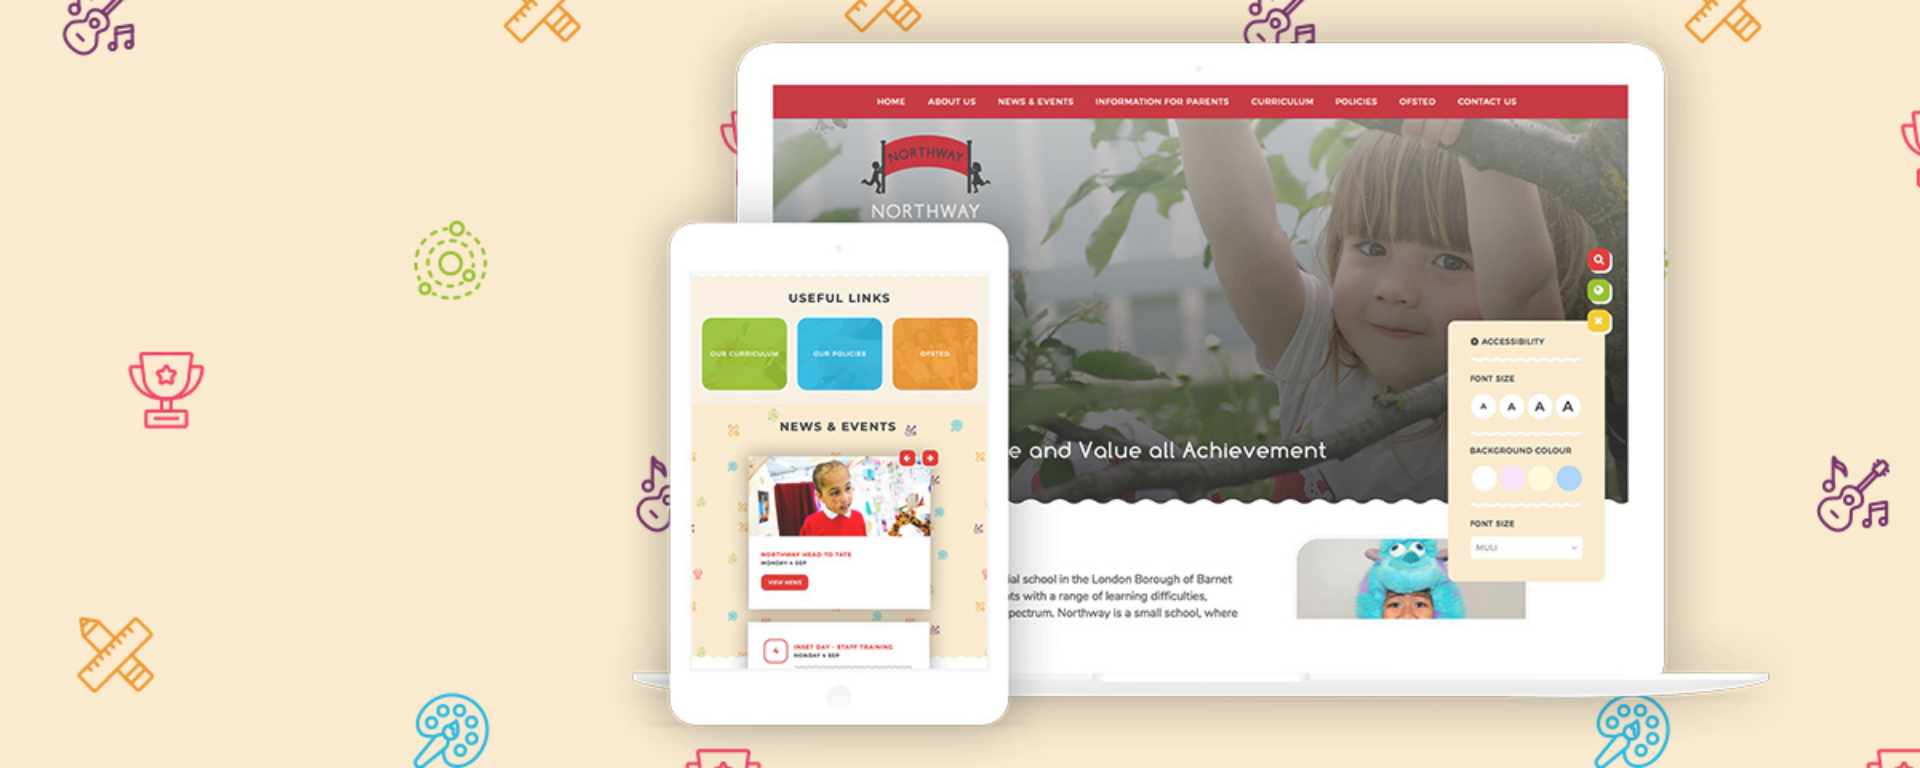 HOME ABOUT US NEWS & EVENTS INFORMATION FOR PARENTS CURRICULUM POLICIES OFSTED CONTACT US
NORTHWAY
NORTHWAY
e and Value all Achievement
ial school in the London Borough of Barnet
ts with a range of learning difficulties,
pectrum. Northway is a small school, where
ACCESSIBILITY
FONT SIZE
A A A A
BACKGROUND COLOUR
FONT SIZE
MULI
USEFUL LINKS
OUR CURRICULUM OUR POLICIES OFSTED
NEWS & EVENTS
NORTHWAY HEAD TO TATE
MONDAY 4 SEP
VIEW NEWS
4
INSET DAY - STAFF TRAINING
MONDAY 4 SEP